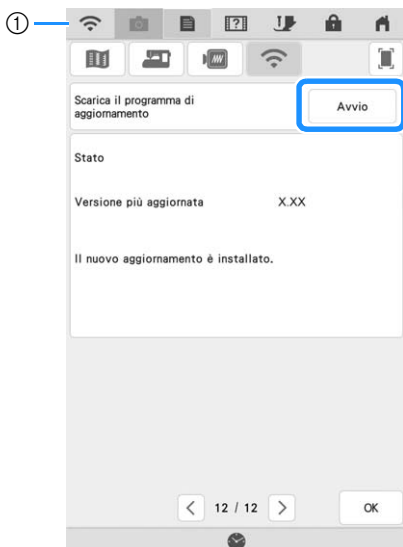 ①
Scarica il programma di
aggiornamento
Avvio
Stato
Versione più aggiornata X.XX
Il nuovo aggiornamento è installato.
12 / 12
OK